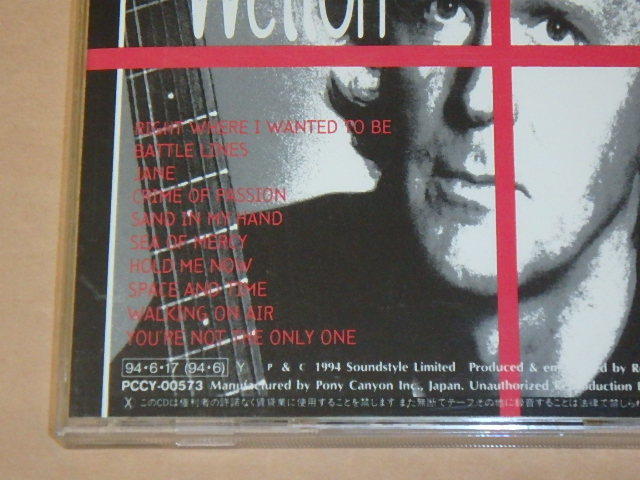 Wetton
RIGHT WHERE I WANTED TO BE
BATTLE LINES
JANE
CRIME OF PASSION
SAND IN MY HAND
SEA OF MERCY
HOLD ME NOW
SPACE AND TIME
WALKING ON AIR
YOU'RE NOT THE ONLY ONE
94・6・17 (94・6) Y P & C 1994 Soundstyle Limited Produced & by R
PCCY-00573 Manufactured by Pony Canyon Inc., Japan. Unauthorized Reproduction
X このCDは権利者の許諾なく賃貸業に使用することを禁じます また無断でテープその他に録音することは法律で禁じられ